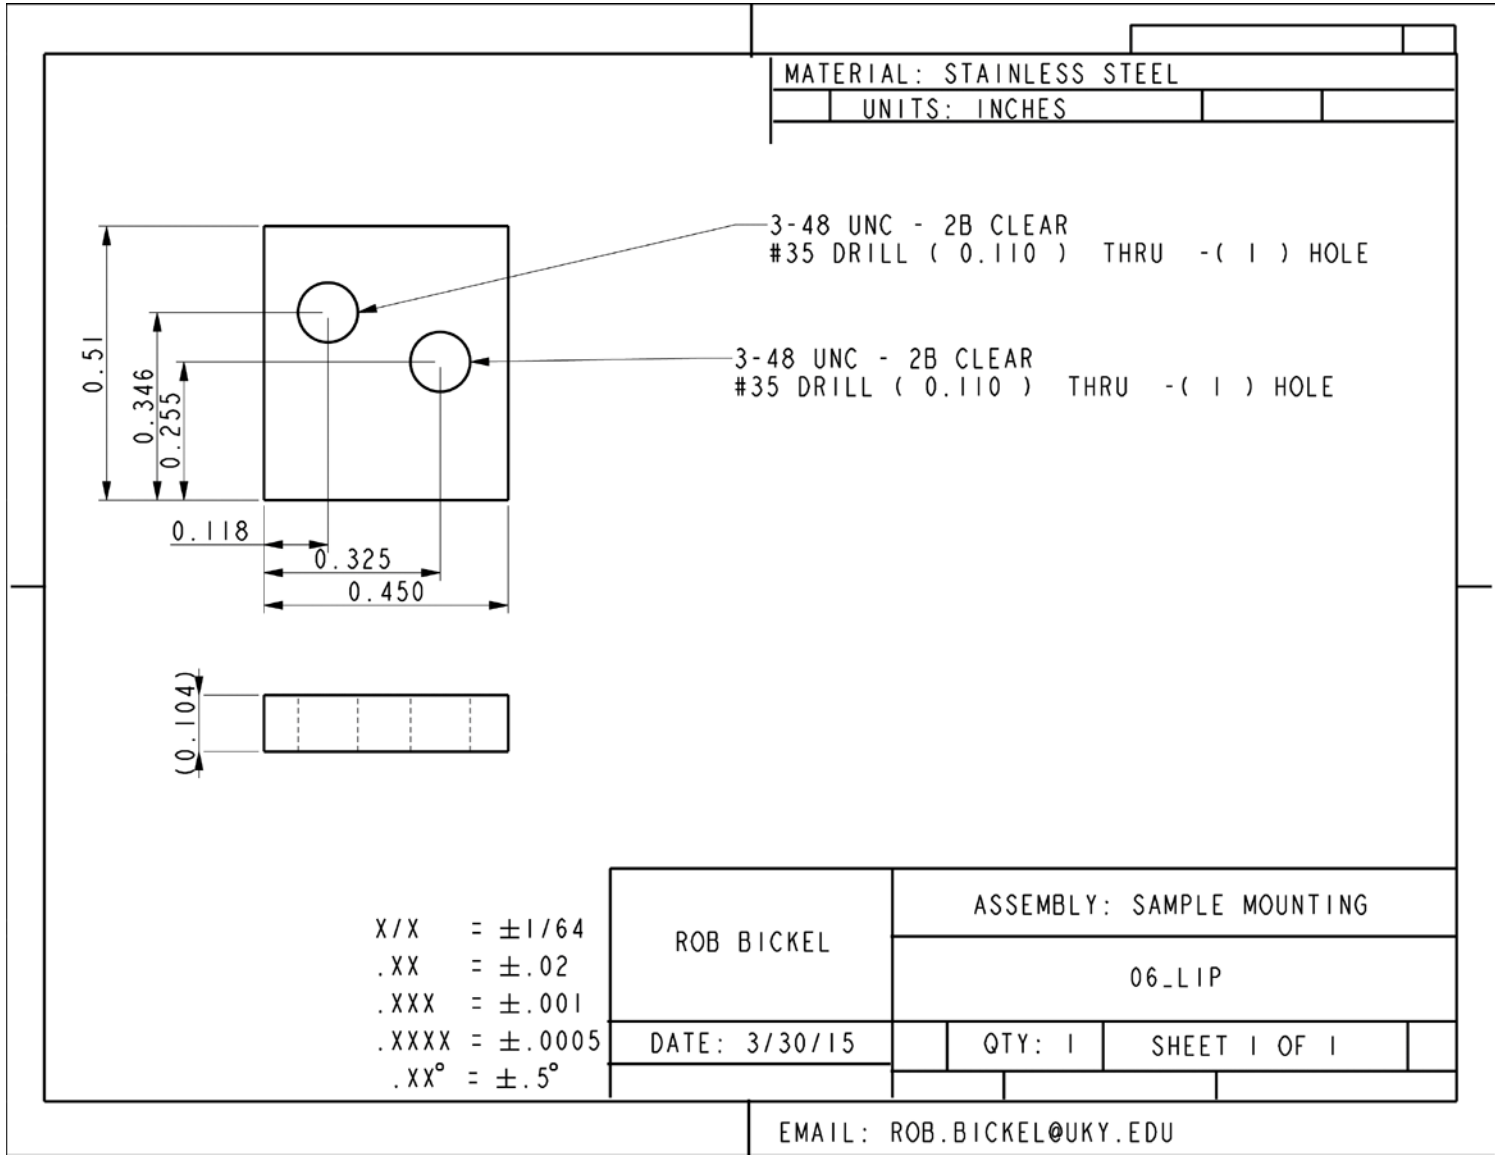 MATERIAL: STAINLESS STEEL
UNITS: INCHES
3-48 UNC - 2B CLEAR
#35 DRILL ( 0.110 ) THRU -( 1 ) HOLE
3-48 UNC - 2B CLEAR
#35 DRILL ( 0.110 ) THRU -( 1 ) HOLE
0.51
0.346
0.255
0.118
0.325
0.450
(0.104)
X/X = ±1/64
.XX = ±.02
.XXX = ±.001
.XXXX = ±.0005
.XX° = ±.5°
ROB BICKEL
DATE: 3/30/15
ASSEMBLY: SAMPLE MOUNTING
06_LIP
QTY: 1
SHEET 1 OF 1
EMAIL: ROB.BICKEL@UKY.EDU